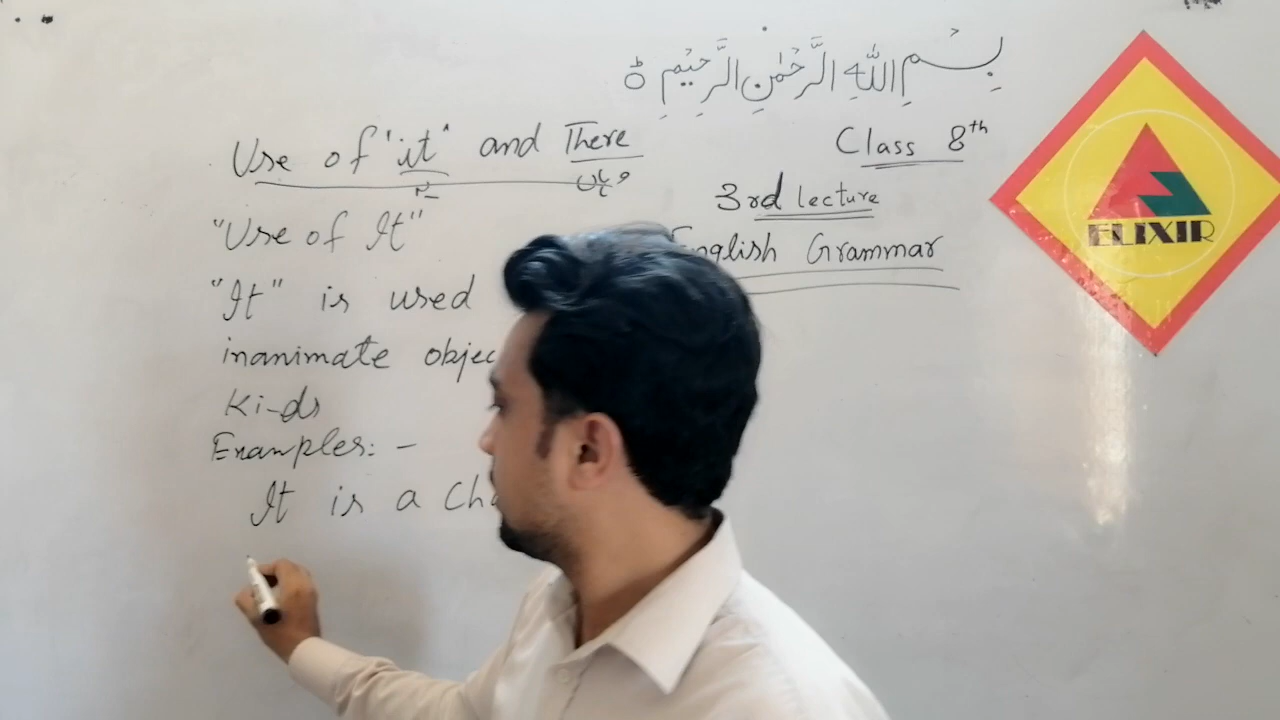 بِسْمِ اللّٰهِ الرَّحْمٰنِ الرَّحِيْمِ
Use of 'it' and There
یہ وہاں
Class 8th
3rd lecture
English Grammar
ELIXIR
"Use of It"
"It" is used
inanimate objec
Ki-ds
Examples: -
It is a Cha